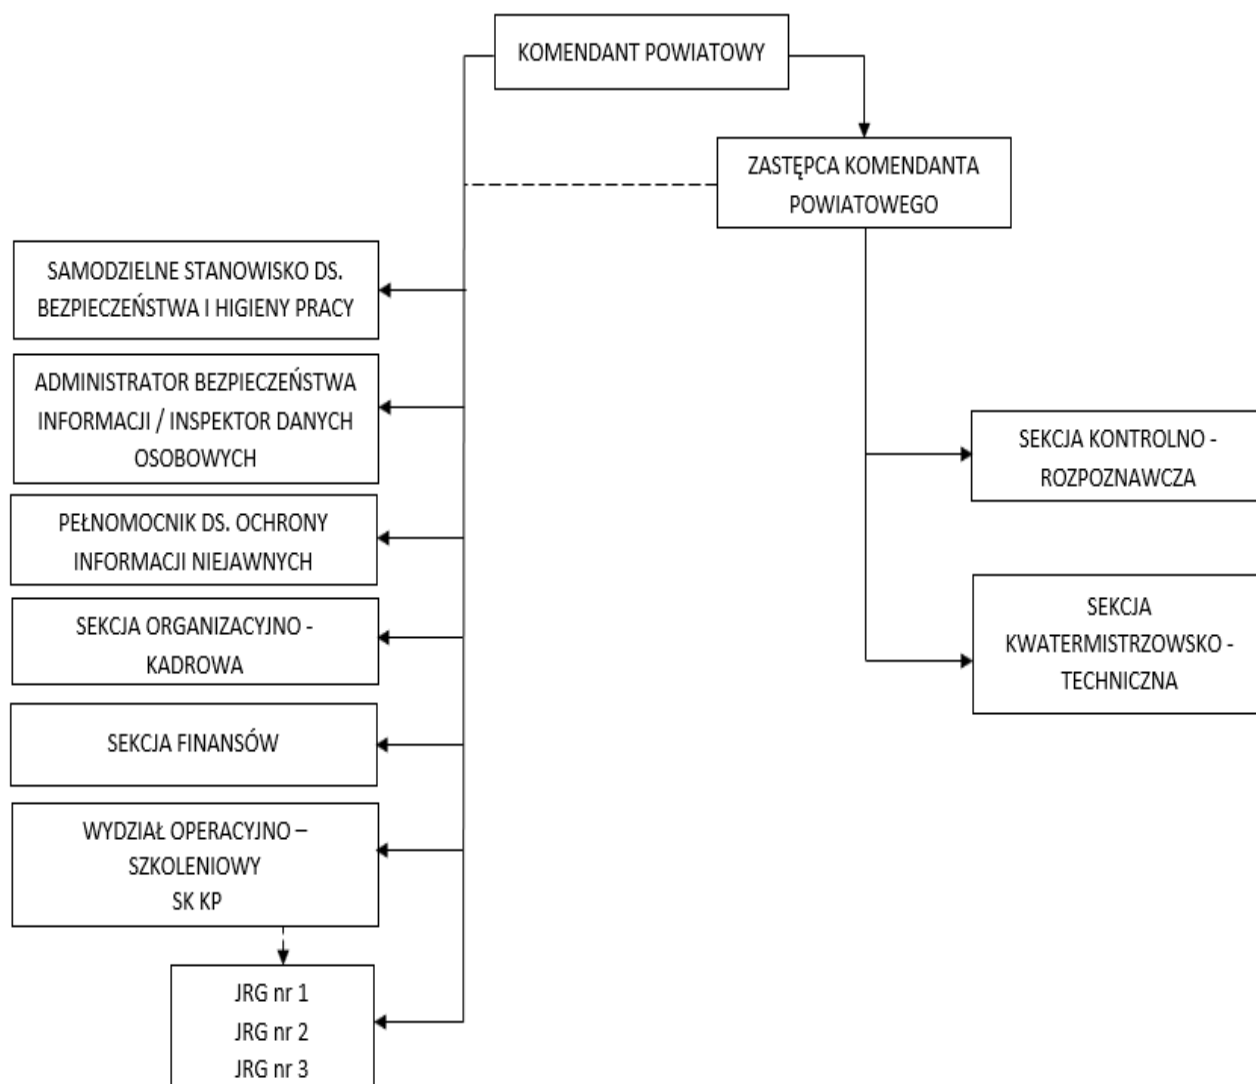 KOMENDANT POWIATOWY
ZASTĘPCA KOMENDANTA
POWIATOWEGO
SAMODZIELNE STANOWISKO DS.
BEZPIECZEŃSTWA I HIGIENY PRACY
ADMINISTRATOR BEZPIECZEŃSTWA
INFORMACJI / INSPEKTOR DANYCH
OSOBOWYCH
PEŁNOMOCNIK DS. OCHRONY
INFORMACJI NIEJAWNYCH
SEKCJA ORGANIZACYJNO -
KADROWA
SEKCJA FINANSÓW
WYDZIAŁ OPERACYJNO –
SZKOLENIOWY
SK KP
JRG nr 1
JRG nr 2
JRG nr 3
SEKCJA KONTROLNO -
ROZPOZNAWCZA
SEKCJA
KWATERMISTRZOWSKO -
TECHNICZNA